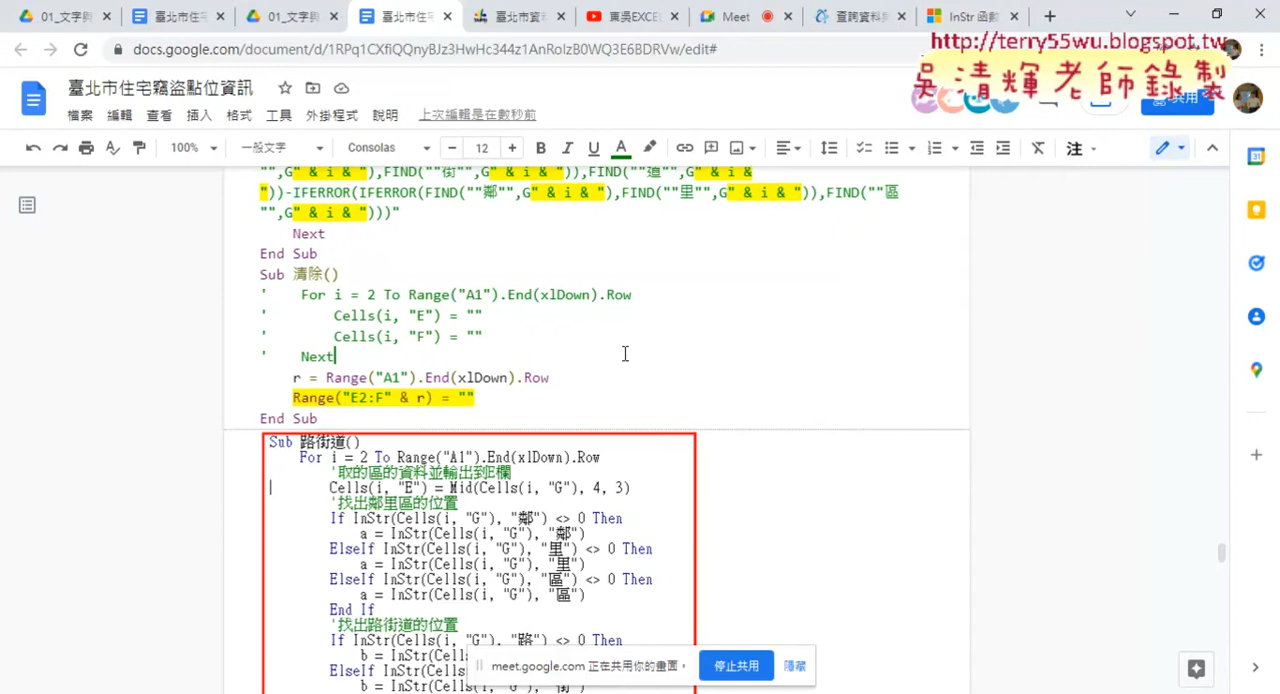 01_文字與
臺北市住
01_文字與
臺北市住
臺北市資
東吳EXCEL
Meet
查詢資料
InStr 函數
docs.google.com/document/d/1RPq1CXfiQQnyBJz3HwHc344z1AnRolzB0WQ3E6BDRVw/edit#
http://terry55wu.blogspot.tw
吳清輝老師錄製
臺北市住宅竊盜點位資訊
共用
檔案 編輯 查看 插入 格式 工具 外掛程式 說明 上次編輯是在數秒前
100% 一般文字 Consolas 12 B I U A 注
"",G" & i & "),FIND(""街"",G" & i & ")),FIND(""道"",G" & i &
"))-IFERROR(IFERROR(FIND(""鄰"",G" & i & "),FIND(""里"",G" & i & ")),FIND(""區
"",G" & i & ")))"
Next
End Sub
Sub 清除()
' For i = 2 To Range("A1").End(xlDown).Row
' Cells(i, "E") = ""
' Cells(i, "F") = ""
' Next
r = Range("A1").End(xlDown).Row
Range("E2:F" & r) = ""
End Sub
Sub 路街道()
For i = 2 To Range("A1").End(xlDown).Row
'取的區的資料並輸出到E欄
Cells(i, "E") = Mid(Cells(i, "G"), 4, 3)
'找出鄰里區的位置
If InStr(Cells(i, "G"), "鄰") <> 0 Then
a = InStr(Cells(i, "G"), "鄰")
ElseIf InStr(Cells(i, "G"), "里") <> 0 Then
a = InStr(Cells(i, "G"), "里")
ElseIf InStr(Cells(i, "G"), "區") <> 0 Then
a = InStr(Cells(i, "G"), "區")
End If
'找出路街道的位置
If InStr(Cells(i, "G"), "路") <> 0 Then
b = InS
ElseIf InStr
b = InS
meet.google.com 正在共用你的畫面。 停止共用 隱藏